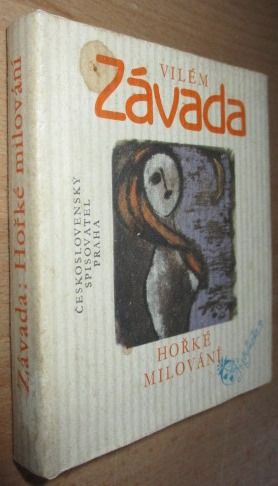 VILÉM
Závada
ČESKOSLOVENSKÝ
SPISOVATEL
PRAHA
HOŘKÉ
MILOVÁNÍ
Závada: Hořké milování